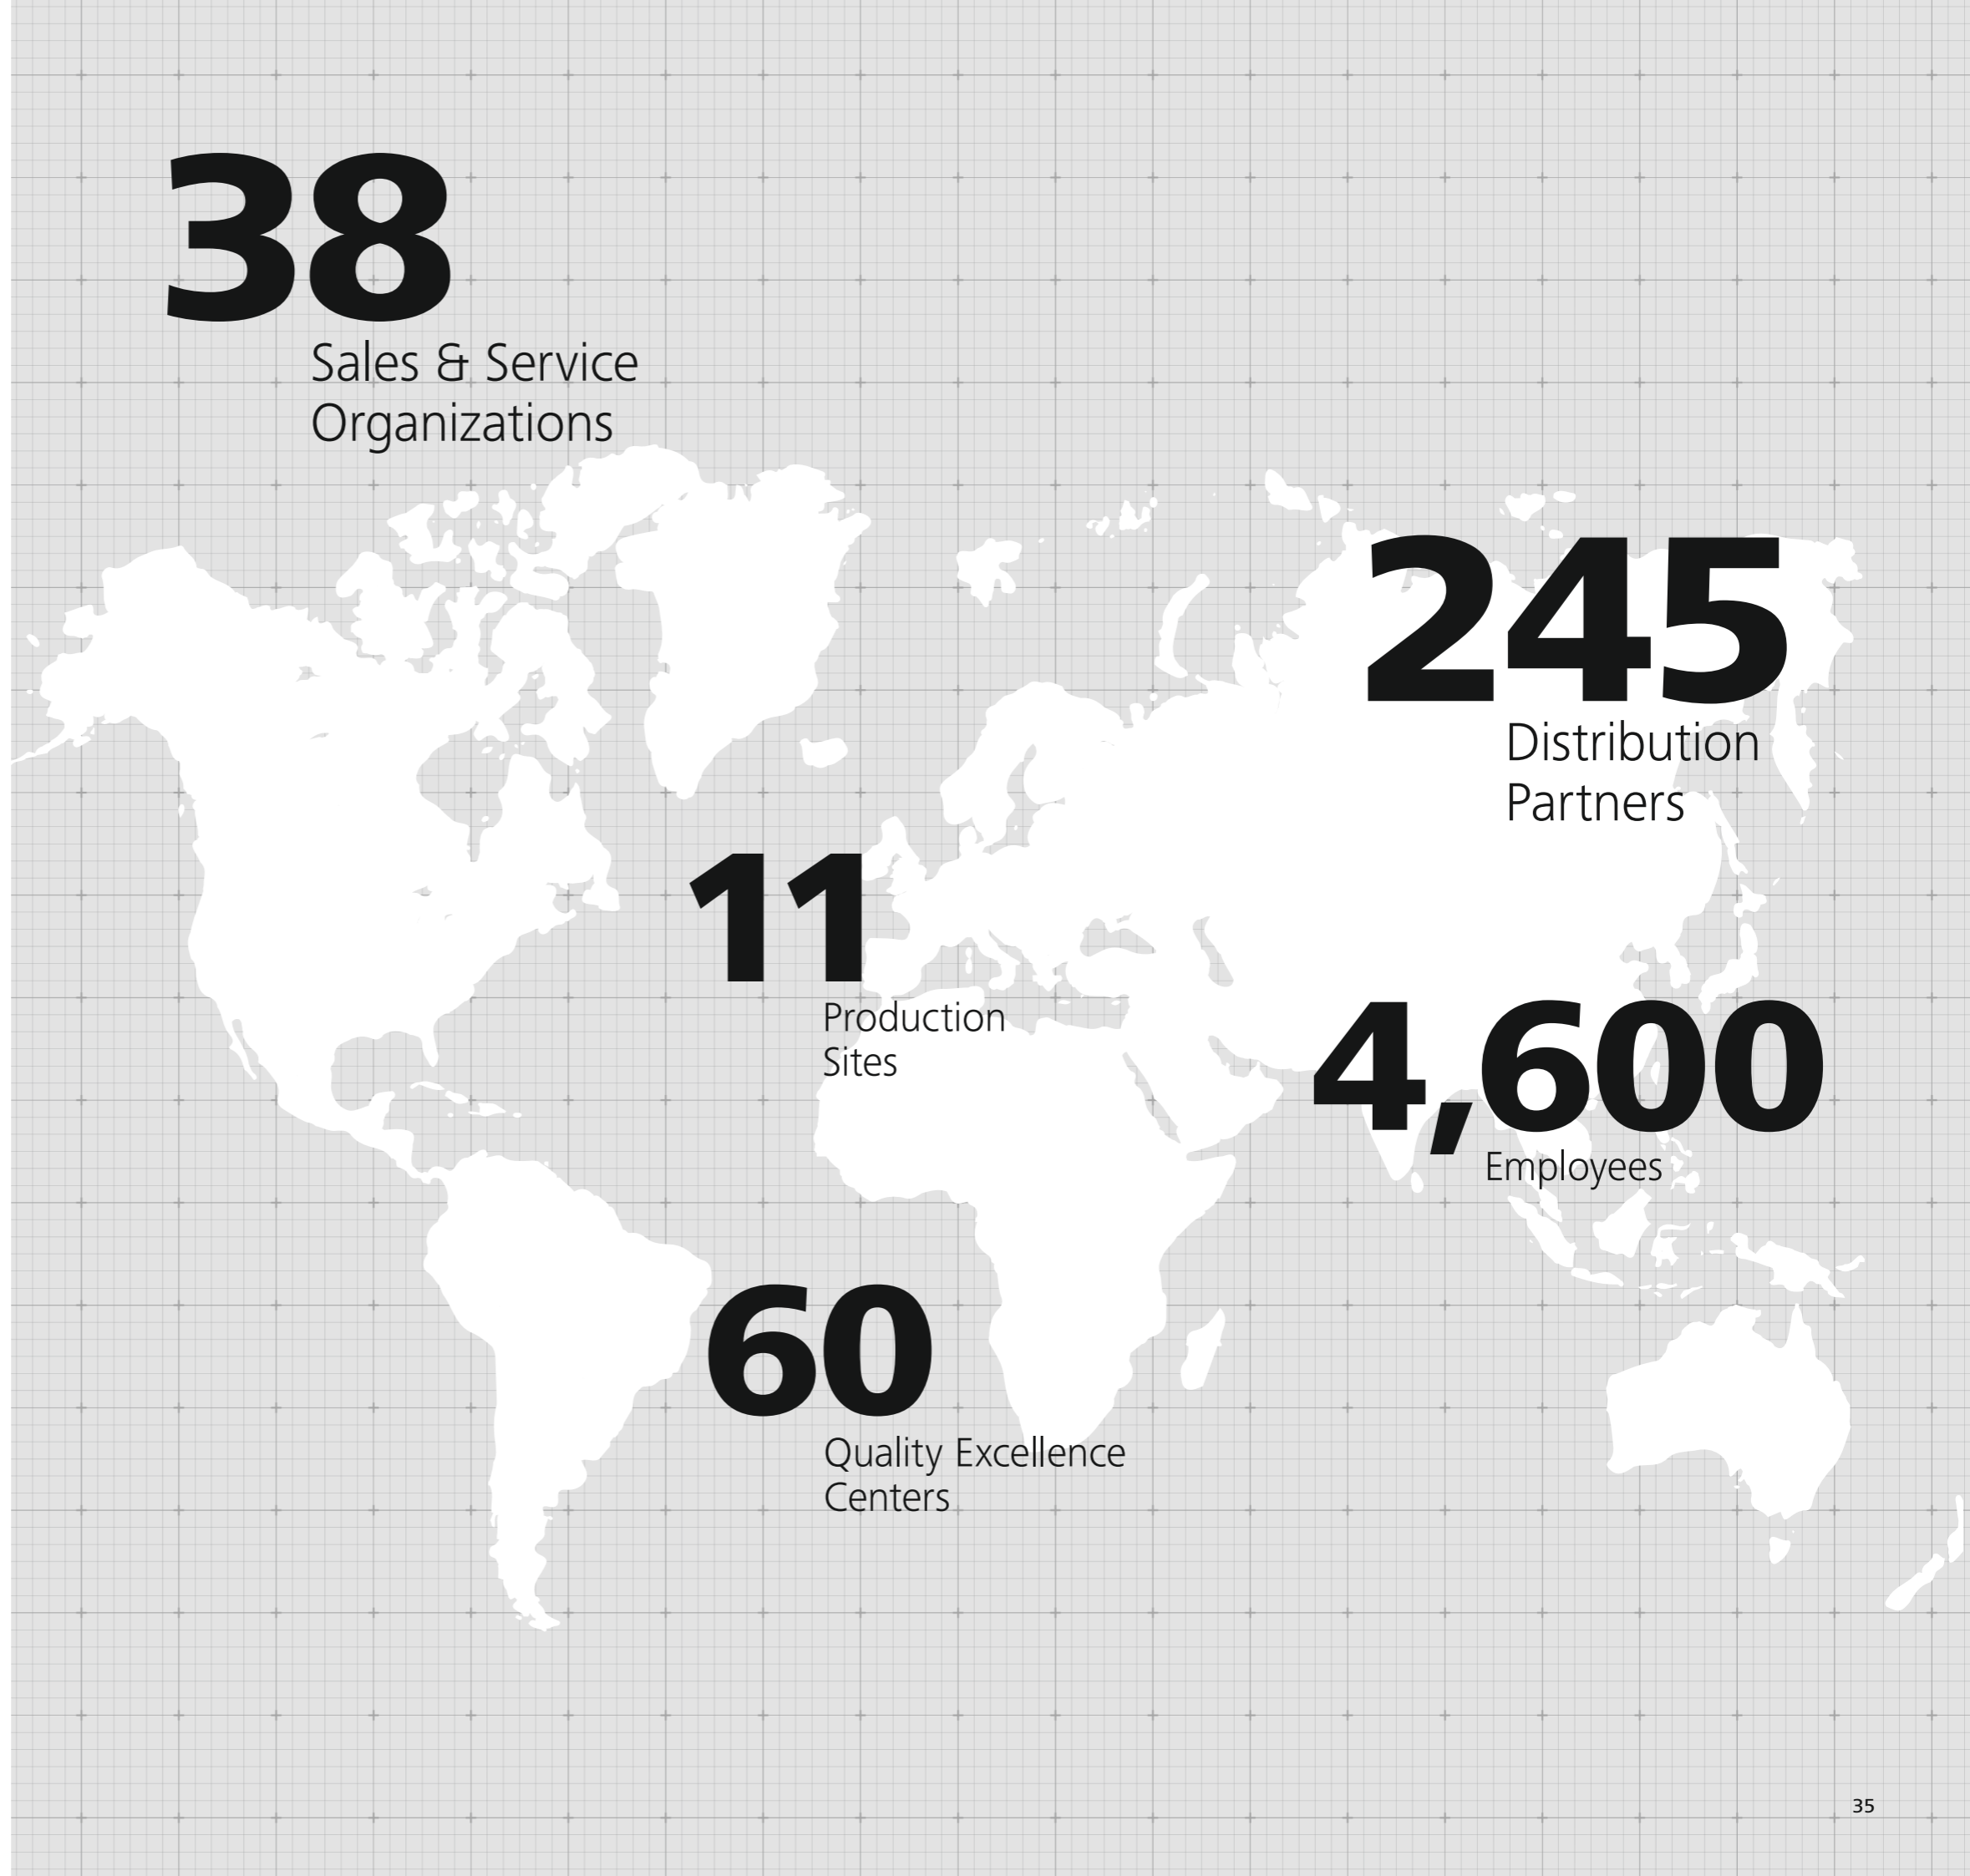 38
Sales & Service
Organizations
245
Distribution
Partners
11
Production
Sites
4,600
Employees
60
Quality Excellence
Centers
35